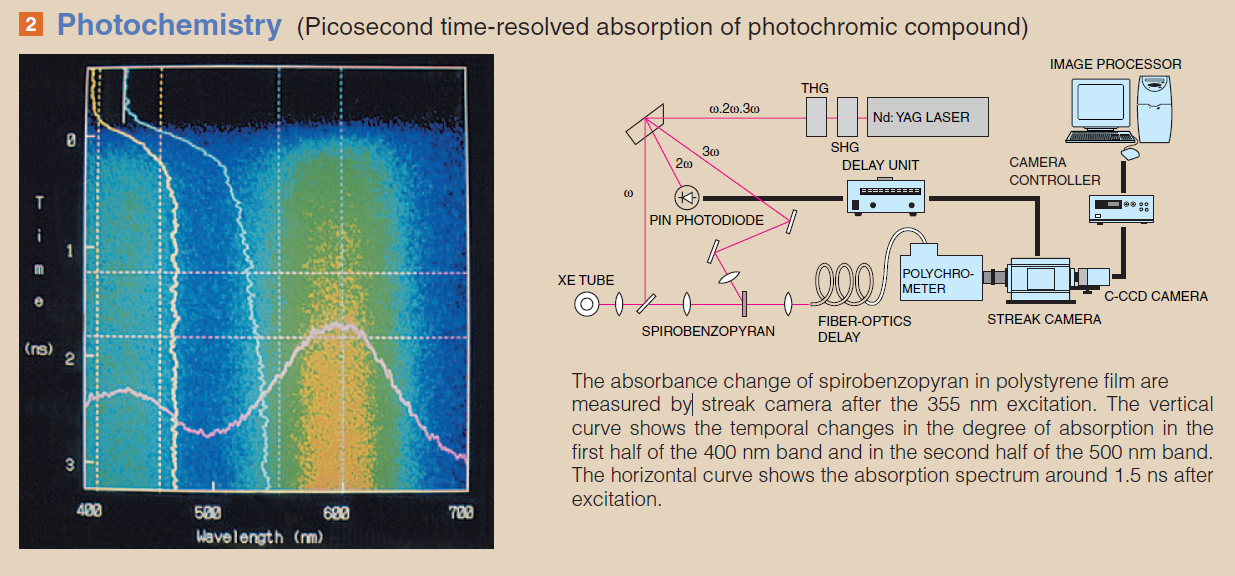 2 Photochemistry (Picosecond time-resolved absorption of photochromic compound)
0
1
2
3
Time
(ns)
400
500
600
700
Wavelength (nm)
IMAGE PROCESSOR
THG
ω.2ω.3ω
Nd: YAG LASER
SHG
3ω
2ω
ω
DELAY UNIT
CAMERA
CONTROLLER
PIN PHOTODIODE
XE TUBE
POLYCHRO-
METER
C-CCD CAMERA
SPIROBENZOPYRAN
FIBER-OPTICS
DELAY
STREAK CAMERA
The absorbance change of spirobenzopyran in polystyrene film are
measured by streak camera after the 355 nm excitation. The vertical
curve shows the temporal changes in the degree of absorption in the
first half of the 400 nm band and in the second half of the 500 nm band.
The horizontal curve shows the absorption spectrum around 1.5 ns after
excitation.